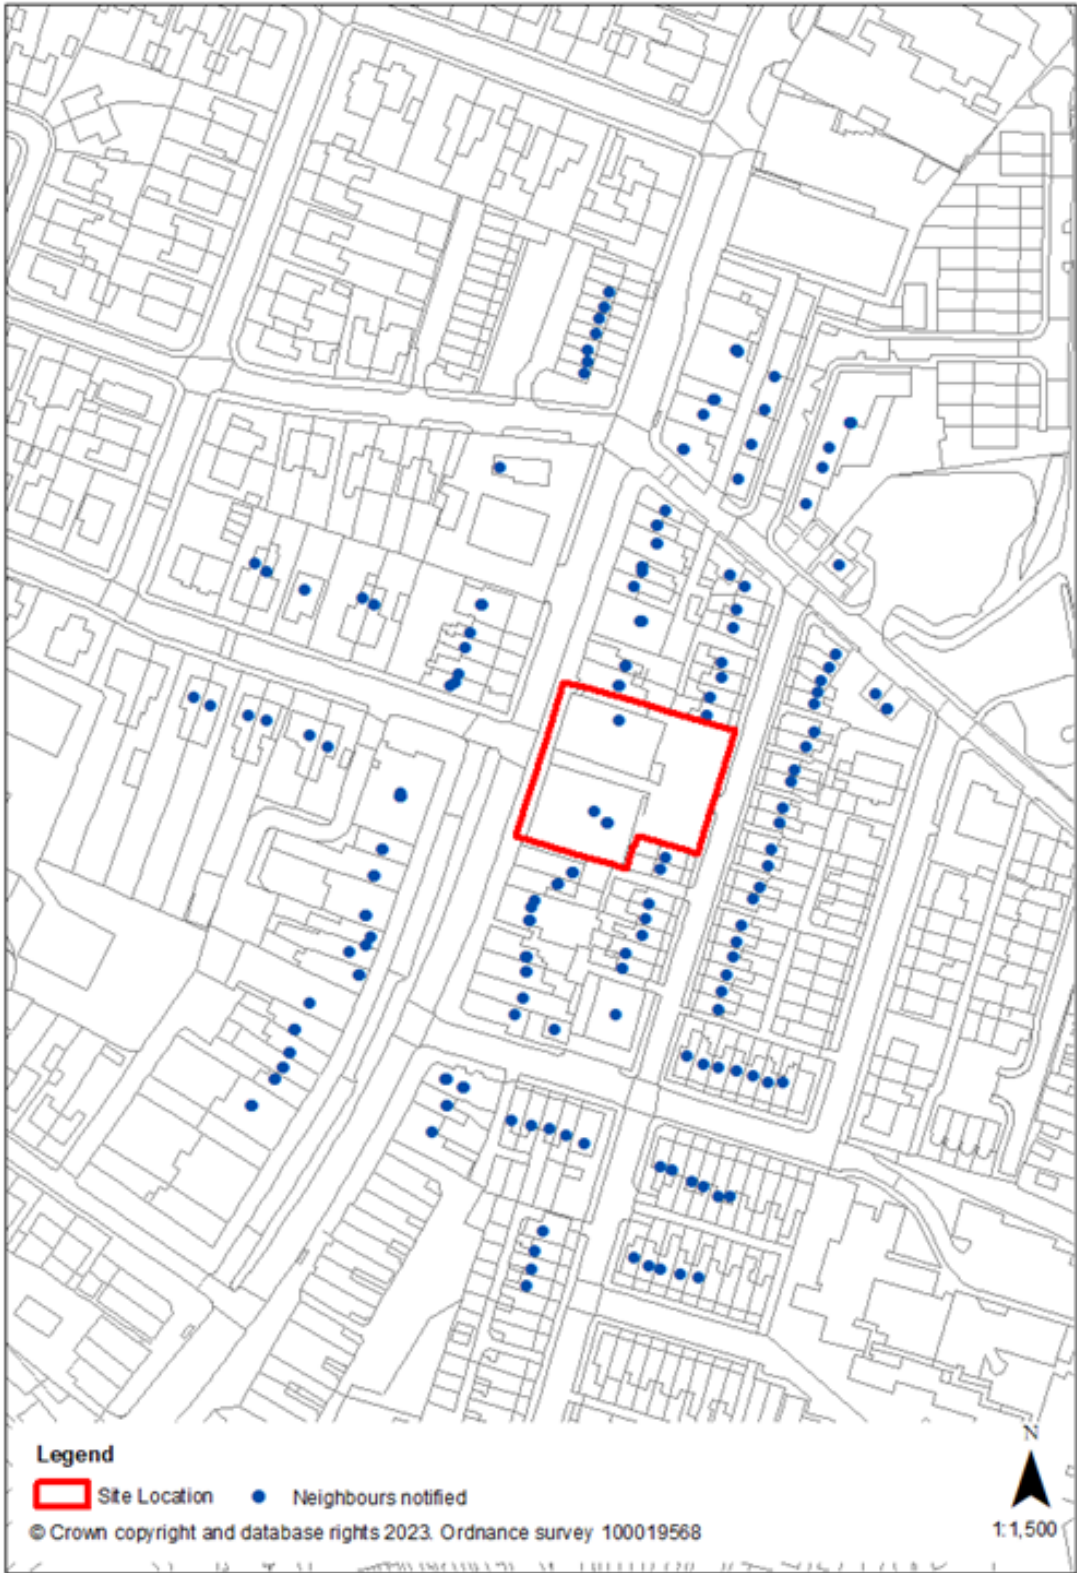 N
Legend
Site Location Neighbours notified
© Crown copyright and database rights 2023. Ordnance survey 100019568
1:1,500